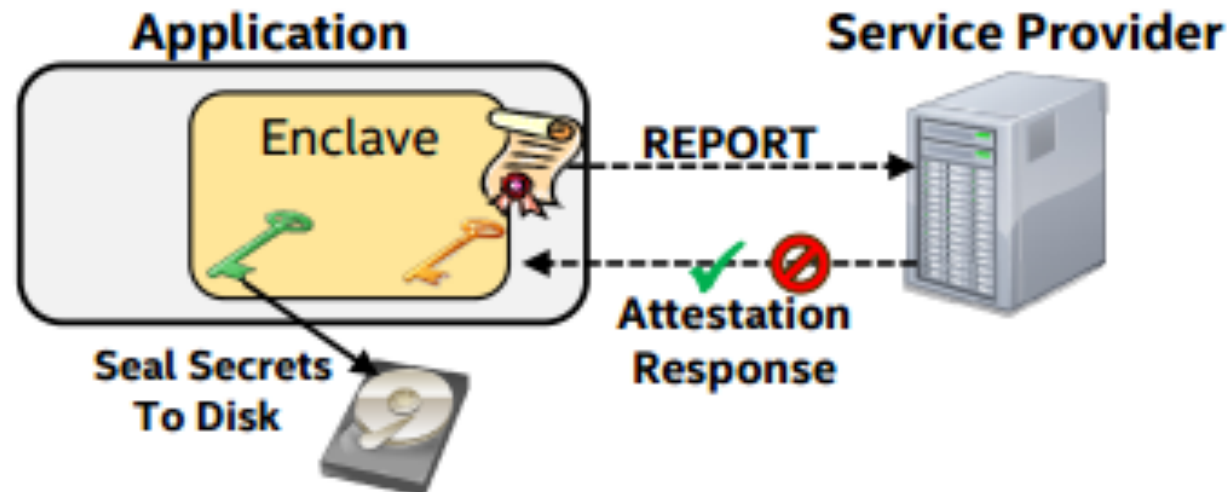 Application
Service Provider
Enclave
REPORT
Attestation
Response
Seal Secrets
To Disk